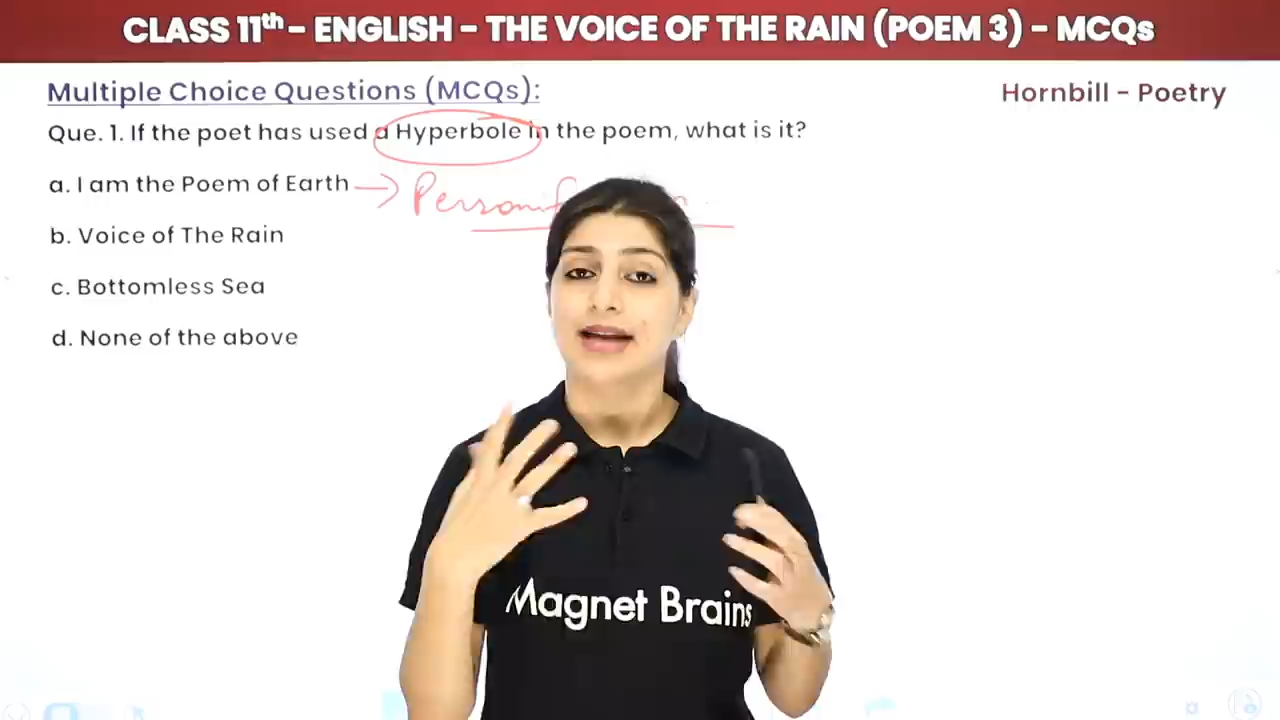 CLASS 11th - ENGLISH - THE VOICE OF THE RAIN (POEM 3) - MCQs
Multiple Choice Questions (MCQs):
Hornbill - Poetry
Que. 1. If the poet has used a Hyperbole in the poem, what is it?
a. I am the Poem of Earth
b. Voice of The Rain
c. Bottomless Sea
d. None of the above
Magnet Brains